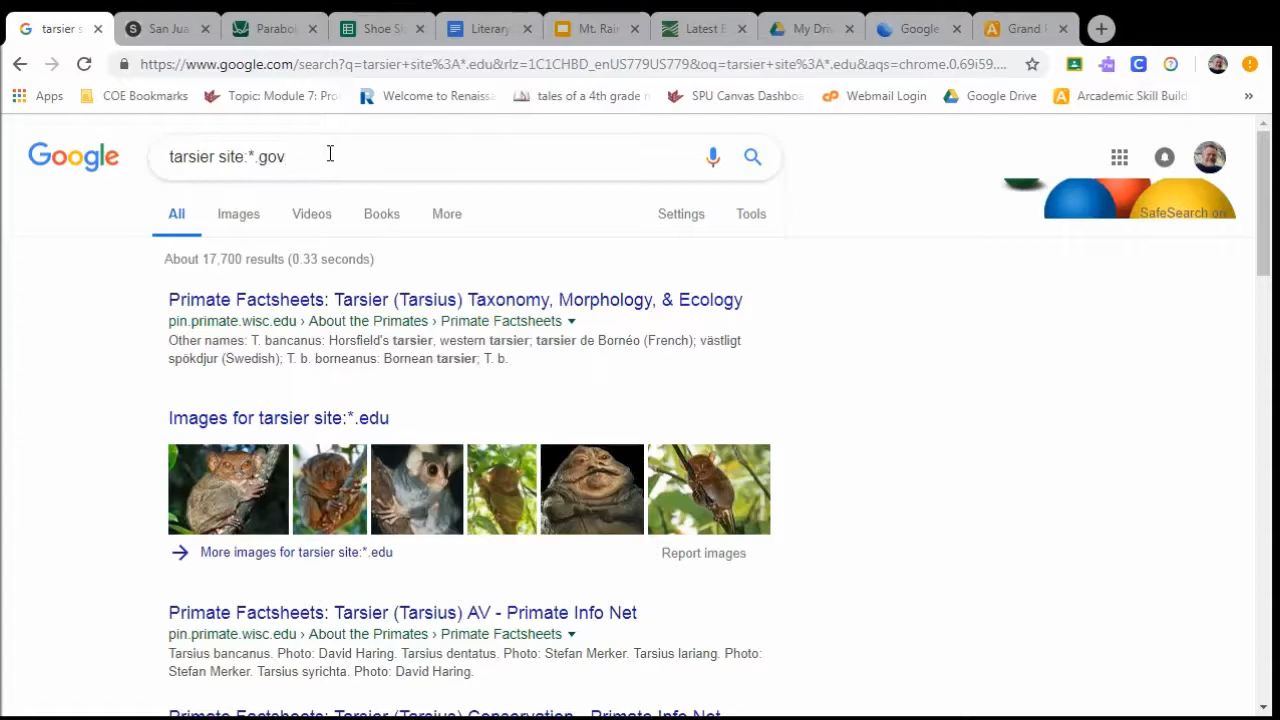 tarsier s
San Jua
Parabol
Shoe Si
Literary
Mt. Rain
Latest E
My Driv
Google
Grand P
https://www.google.com/search?q=tarsier+site%3A*.edu&rlz=1C1CHBD_enUS779US779&oq=tarsier+site%3A*.edu&aqs=chrome.0.69i59....
Apps COE Bookmarks Topic: Module 7: Pro Welcome to Renaissa tales of a 4th grade n SPU Canvas Dashboa Webmail Login Google Drive Arcademic Skill Build »
Google tarsier site:*.gov
SafeSearch on
All Images Videos Books More Settings Tools
About 17,700 results (0.33 seconds)
Primate Factsheets: Tarsier (Tarsius) Taxonomy, Morphology, & Ecology
pin.primate.wisc.edu › About the Primates › Primate Factsheets
Other names: T. bancanus: Horsfield's tarsier, western tarsier; tarsier de Bornéo (French); västligt
spökdjur (Swedish); T. b. borneanus: Bornean tarsier; T. b.
Images for tarsier site:*.edu
More images for tarsier site:*.edu Report images
Primate Factsheets: Tarsier (Tarsius) AV - Primate Info Net
pin.primate.wisc.edu › About the Primates › Primate Factsheets
Tarsius bancanus. Photo: David Haring. Tarsius dentatus. Photo: Stefan Merker. Tarsius lariang. Photo:
Stefan Merker. Tarsius syrichta. Photo: David Haring.
Primate Factsheets: Tarsier (Tarsius) Conservation - Primate Info Net